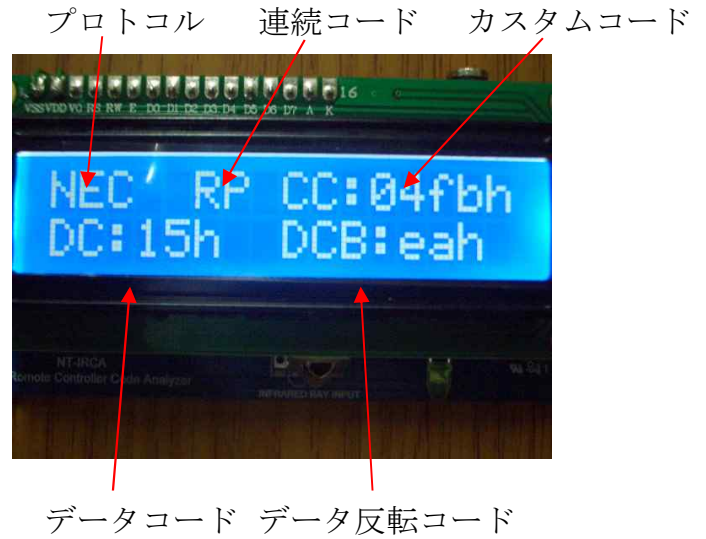 プロトコル 連続コード カスタムコード
VSS VDD VO RS RW E D0 D1 D2 D3 D4 D5 D6 D7 A K 16
NEC RP CC:04fbh
DC:15h DCB:eah
NT-IRCA
Remote Controller Code Analyzer
INFRARED RAY INPUT
データコード データ反転コード